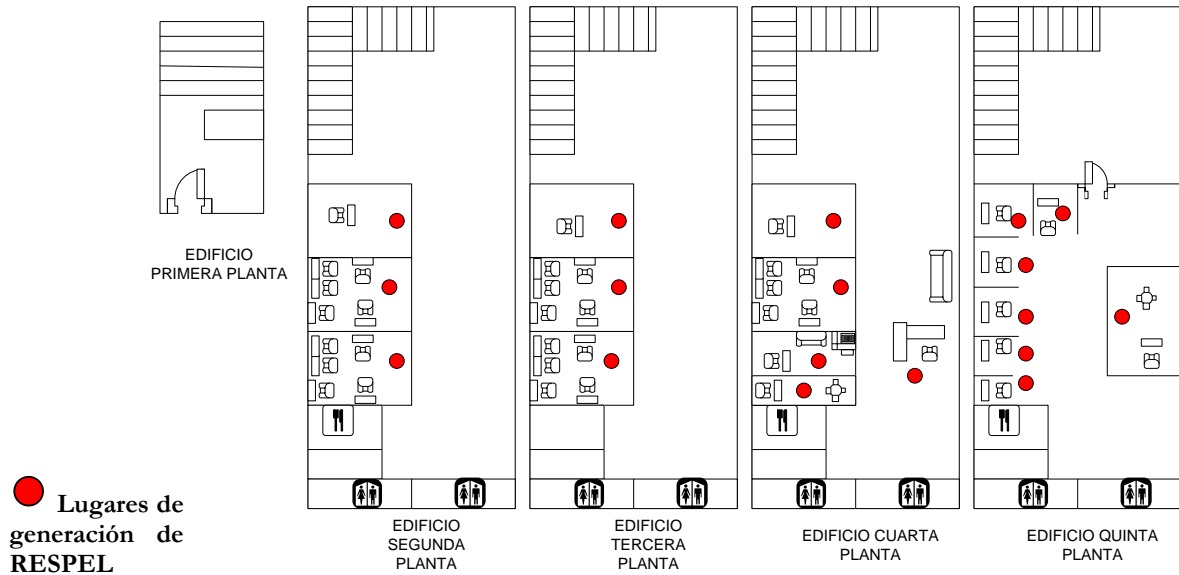 EDIFICIO
PRIMERA PLANTA
EDIFICIO
SEGUNDA
PLANTA
EDIFICIO
TERCERA
PLANTA
EDIFICIO CUARTA
PLANTA
EDIFICIO QUINTA
PLANTA
Lugares de
generación de
RESPEL